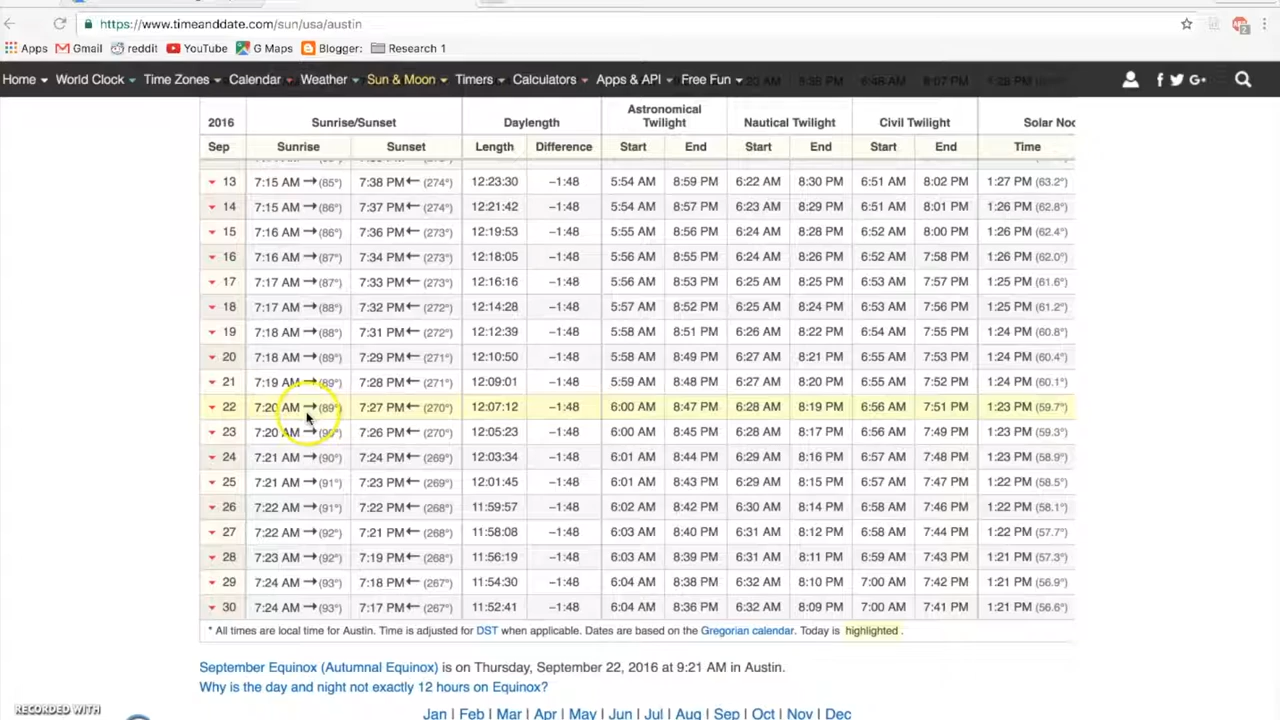 https://www.timeanddate.com/sun/usa/austin
Apps Gmail reddit YouTube G Maps Blogger: Research 1
Home World Clock Time Zones Calendar Weather Sun & Moon Timers Calculators Apps & API Free Fun
2016 Sunrise/Sunset Daylength Astronomical Twilight Nautical Twilight Civil Twilight Solar Noo
Sep Sunrise Sunset Length Difference Start End Start End Start End Time
13 7:15 AM → (85°) 7:38 PM ← (274°) 12:23:30 −1:48 5:54 AM 8:59 PM 6:22 AM 8:30 PM 6:51 AM 8:02 PM 1:27 PM (63.2°)
14 7:15 AM → (86°) 7:37 PM ← (274°) 12:21:42 −1:48 5:54 AM 8:57 PM 6:23 AM 8:29 PM 6:51 AM 8:01 PM 1:26 PM (62.8°)
15 7:16 AM → (86°) 7:36 PM ← (273°) 12:19:53 −1:48 5:55 AM 8:56 PM 6:24 AM 8:28 PM 6:52 AM 8:00 PM 1:26 PM (62.4°)
16 7:16 AM → (87°) 7:34 PM ← (273°) 12:18:05 −1:48 5:56 AM 8:55 PM 6:24 AM 8:26 PM 6:52 AM 7:58 PM 1:26 PM (62.0°)
17 7:17 AM → (87°) 7:33 PM ← (273°) 12:16:16 −1:48 5:56 AM 8:53 PM 6:25 AM 8:25 PM 6:53 AM 7:57 PM 1:25 PM (61.6°)
18 7:17 AM → (88°) 7:32 PM ← (272°) 12:14:28 −1:48 5:57 AM 8:52 PM 6:25 AM 8:24 PM 6:53 AM 7:56 PM 1:25 PM (61.2°)
19 7:18 AM → (88°) 7:31 PM ← (272°) 12:12:39 −1:48 5:58 AM 8:51 PM 6:26 AM 8:22 PM 6:54 AM 7:55 PM 1:24 PM (60.8°)
20 7:18 AM → (89°) 7:29 PM ← (271°) 12:10:50 −1:48 5:58 AM 8:49 PM 6:27 AM 8:21 PM 6:55 AM 7:53 PM 1:24 PM (60.4°)
21 7:19 AM → (89°) 7:28 PM ← (271°) 12:09:01 −1:48 5:59 AM 8:48 PM 6:27 AM 8:20 PM 6:55 AM 7:52 PM 1:24 PM (60.1°)
22 7:20 AM → (89°) 7:27 PM ← (270°) 12:07:12 −1:48 6:00 AM 8:47 PM 6:28 AM 8:19 PM 6:56 AM 7:51 PM 1:23 PM (59.7°)
23 7:20 AM → (90°) 7:26 PM ← (270°) 12:05:23 −1:48 6:00 AM 8:45 PM 6:28 AM 8:17 PM 6:56 AM 7:49 PM 1:23 PM (59.3°)
24 7:21 AM → (90°) 7:24 PM ← (269°) 12:03:34 −1:48 6:01 AM 8:44 PM 6:29 AM 8:16 PM 6:57 AM 7:48 PM 1:23 PM (58.9°)
25 7:21 AM → (91°) 7:23 PM ← (269°) 12:01:45 −1:48 6:01 AM 8:43 PM 6:29 AM 8:15 PM 6:57 AM 7:47 PM 1:22 PM (58.5°)
26 7:22 AM → (91°) 7:22 PM ← (268°) 11:59:57 −1:48 6:02 AM 8:42 PM 6:30 AM 8:14 PM 6:58 AM 7:46 PM 1:22 PM (58.1°)
27 7:22 AM → (92°) 7:21 PM ← (268°) 11:58:08 −1:48 6:03 AM 8:40 PM 6:31 AM 8:12 PM 6:58 AM 7:44 PM 1:22 PM (57.7°)
28 7:23 AM → (92°) 7:19 PM ← (268°) 11:56:19 −1:48 6:03 AM 8:39 PM 6:31 AM 8:11 PM 6:59 AM 7:43 PM 1:21 PM (57.3°)
29 7:24 AM → (93°) 7:18 PM ← (267°) 11:54:30 −1:48 6:04 AM 8:38 PM 6:32 AM 8:10 PM 7:00 AM 7:42 PM 1:21 PM (56.9°)
30 7:24 AM → (93°) 7:17 PM ← (267°) 11:52:41 −1:48 6:04 AM 8:36 PM 6:32 AM 8:09 PM 7:00 AM 7:41 PM 1:21 PM (56.6°)
* All times are local time for Austin. Time is adjusted for DST when applicable. Dates are based on the Gregorian calendar. Today is highlighted .
September Equinox (Autumnal Equinox) is on Thursday, September 22, 2016 at 9:21 AM in Austin.
Why is the day and night not exactly 12 hours on Equinox?
Jan | Feb | Mar | Apr | May | Jun | Jul | Aug | Sep | Oct | Nov | Dec
RECORDED WITH